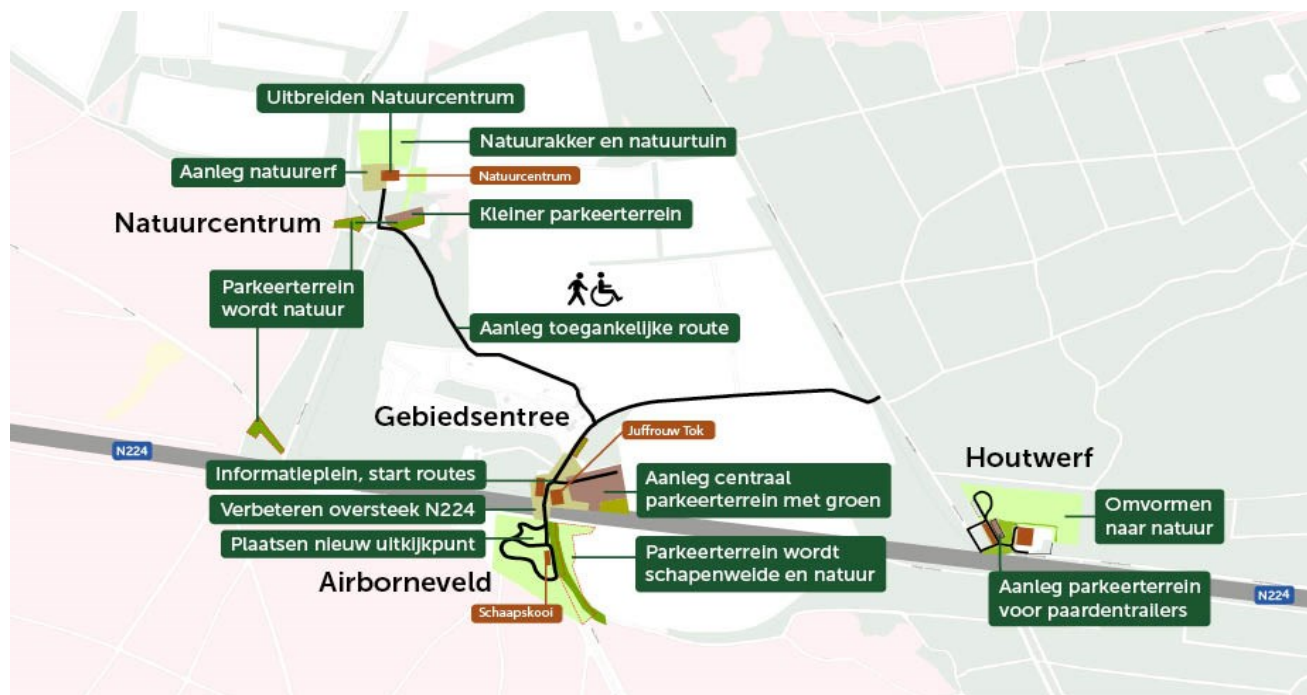 Uitbreiden Natuurcentrum
Natuurakker en natuurtuin
Aanleg natuurerf
Natuurcentrum
Natuurcentrum
Kleiner parkeerterrein
Parkeerterrein
wordt natuur
Aanleg toegankelijke route
Gebiedsentree
Juffrouw Tok
N224
Informatieplein, start routes
Aanleg centraal
parkeerterrein met groen
Houtwerf
Verbeteren oversteek N224
Omvormen
naar natuur
Plaatsen nieuw uitkijkpunt
Parkeerterrein wordt
schapenweide en natuur
Airborneveld
Aanleg parkeerterrein
voor paardentrailers
N224
Schaapskooi